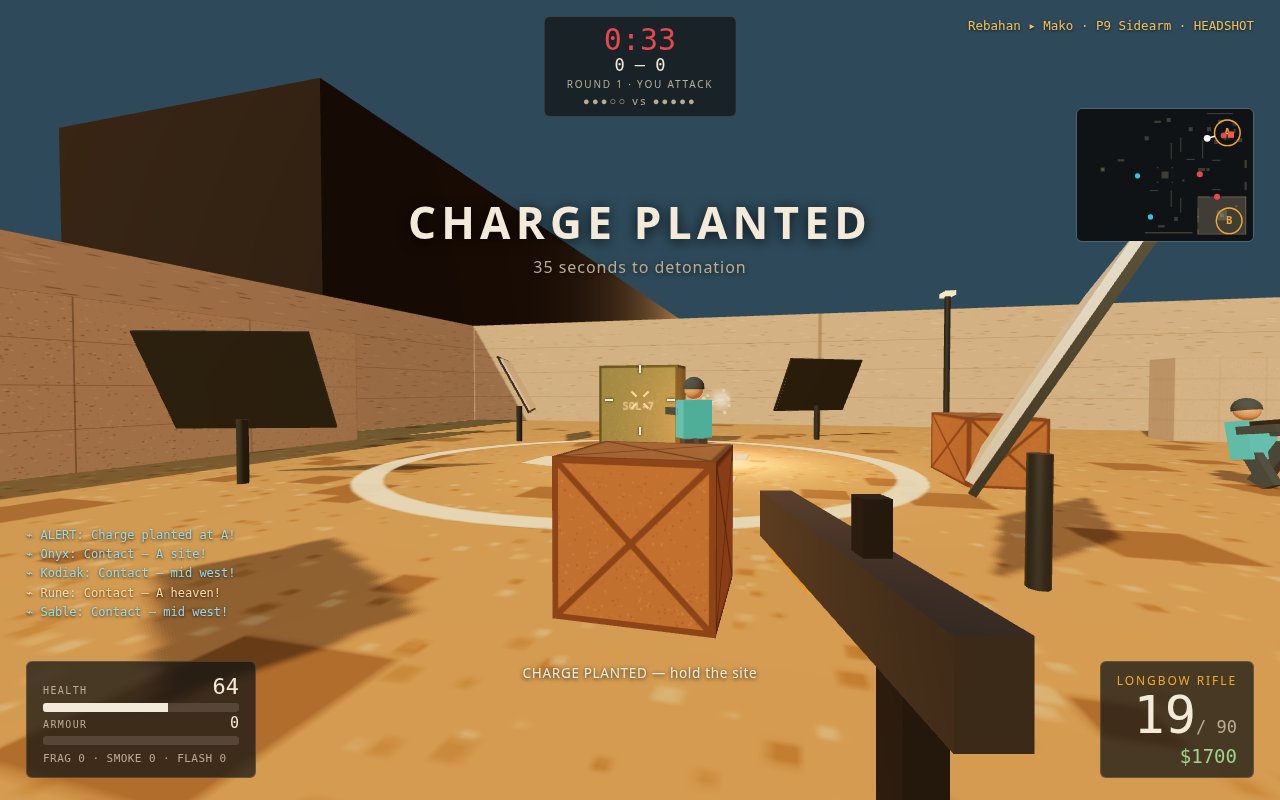 0:33
0 — 0
ROUND 1 · YOU ATTACK
●●●○○ vs ●●●●●
Rebahan ▸ Mako · P9 Sidearm · HEADSHOT
A
B
CHARGE PLANTED
35 seconds to detonation
⌁ ALERT: Charge planted at A!
⌁ Onyx: Contact — A site!
⌁ Kodiak: Contact — mid west!
⌁ Rune: Contact — A heaven!
⌁ Sable: Contact — mid west!
CHARGE PLANTED — hold the site
HEALTH 64
ARMOUR 0
FRAG 0 · SMOKE 0 · FLASH 0
LONGBOW RIFLE
19 / 90
$1700